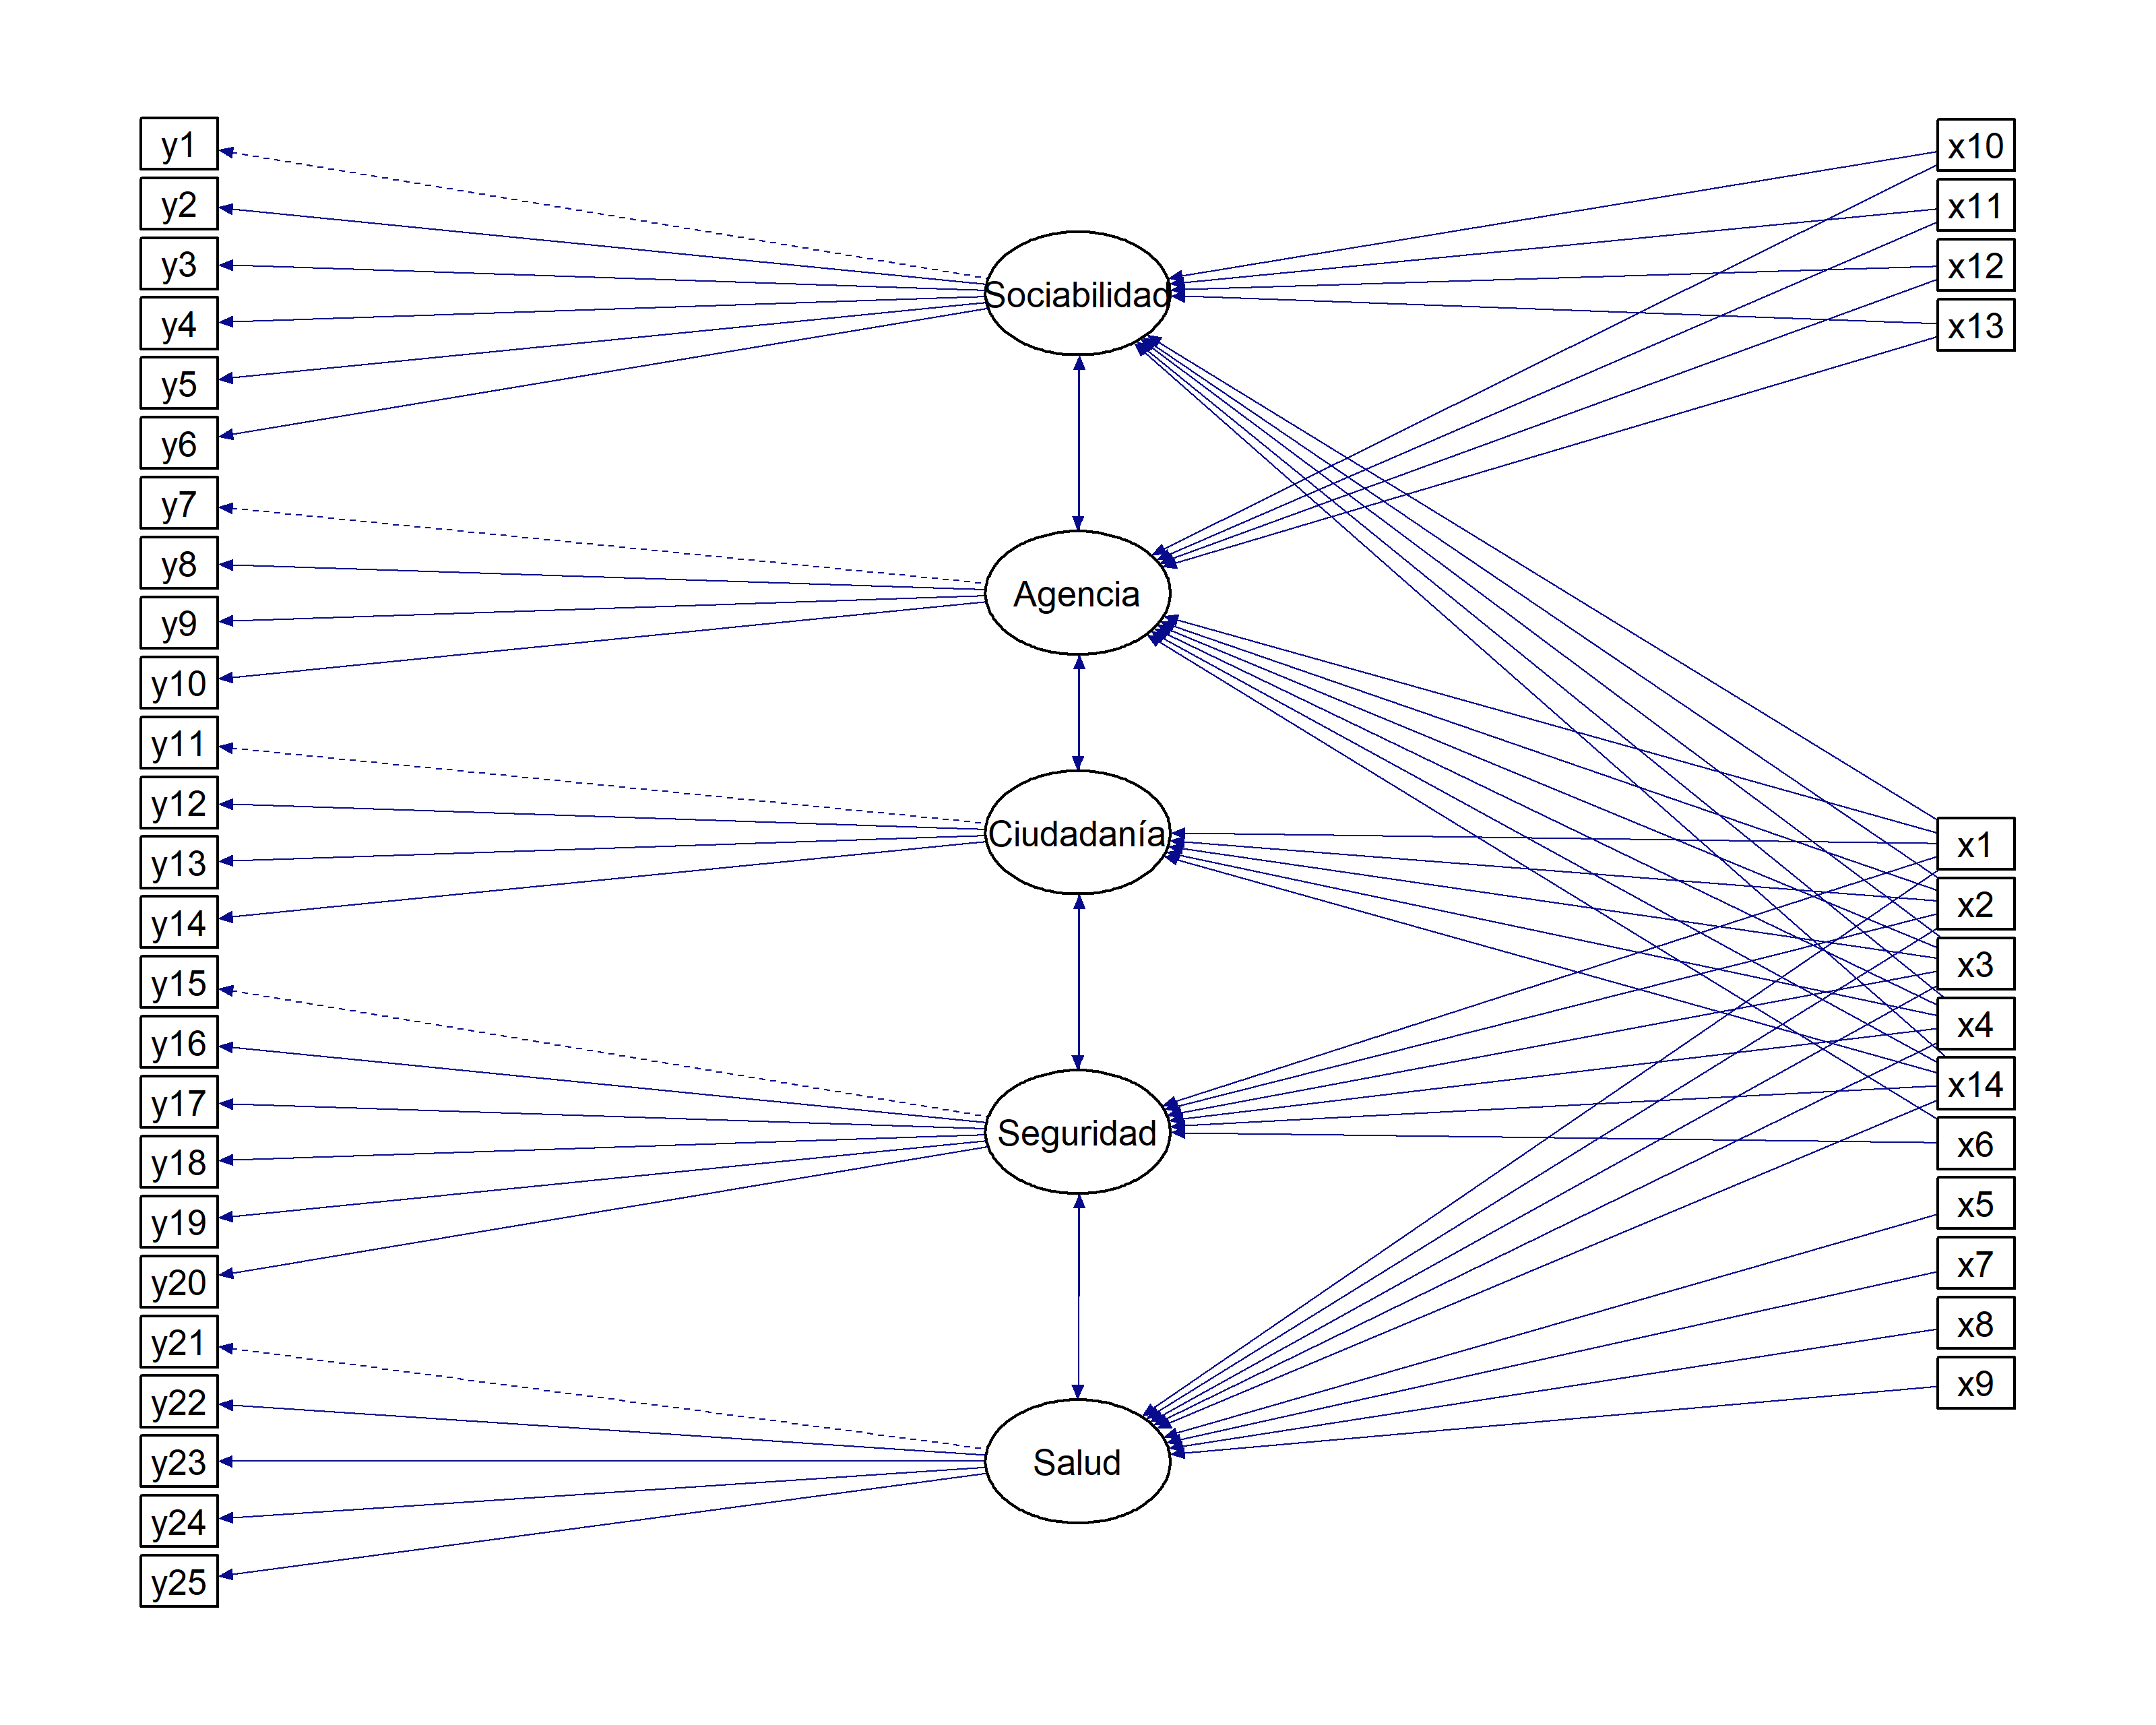 y1
y2
y3
y4
y5
y6
y7
y8
y9
y10
y11
y12
y13
y14
y15
y16
y17
y18
y19
y20
y21
y22
y23
y24
y25
Sociabilidad
Agencia
Ciudadanía
Seguridad
Salud
x10
x11
x12
x13
x1
x2
x3
x4
x14
x6
x5
x7
x8
x9